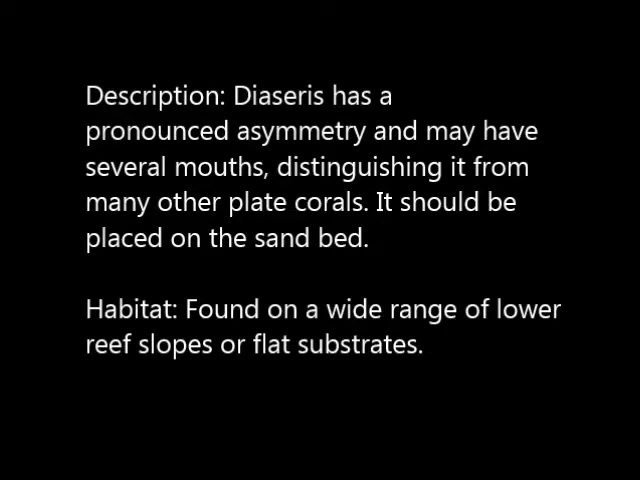 Description: Diaseris has a
pronounced asymmetry and may have
several mouths, distinguishing it from
many other plate corals. It should be
placed on the sand bed.
Habitat: Found on a wide range of lower
reef slopes or flat substrates.